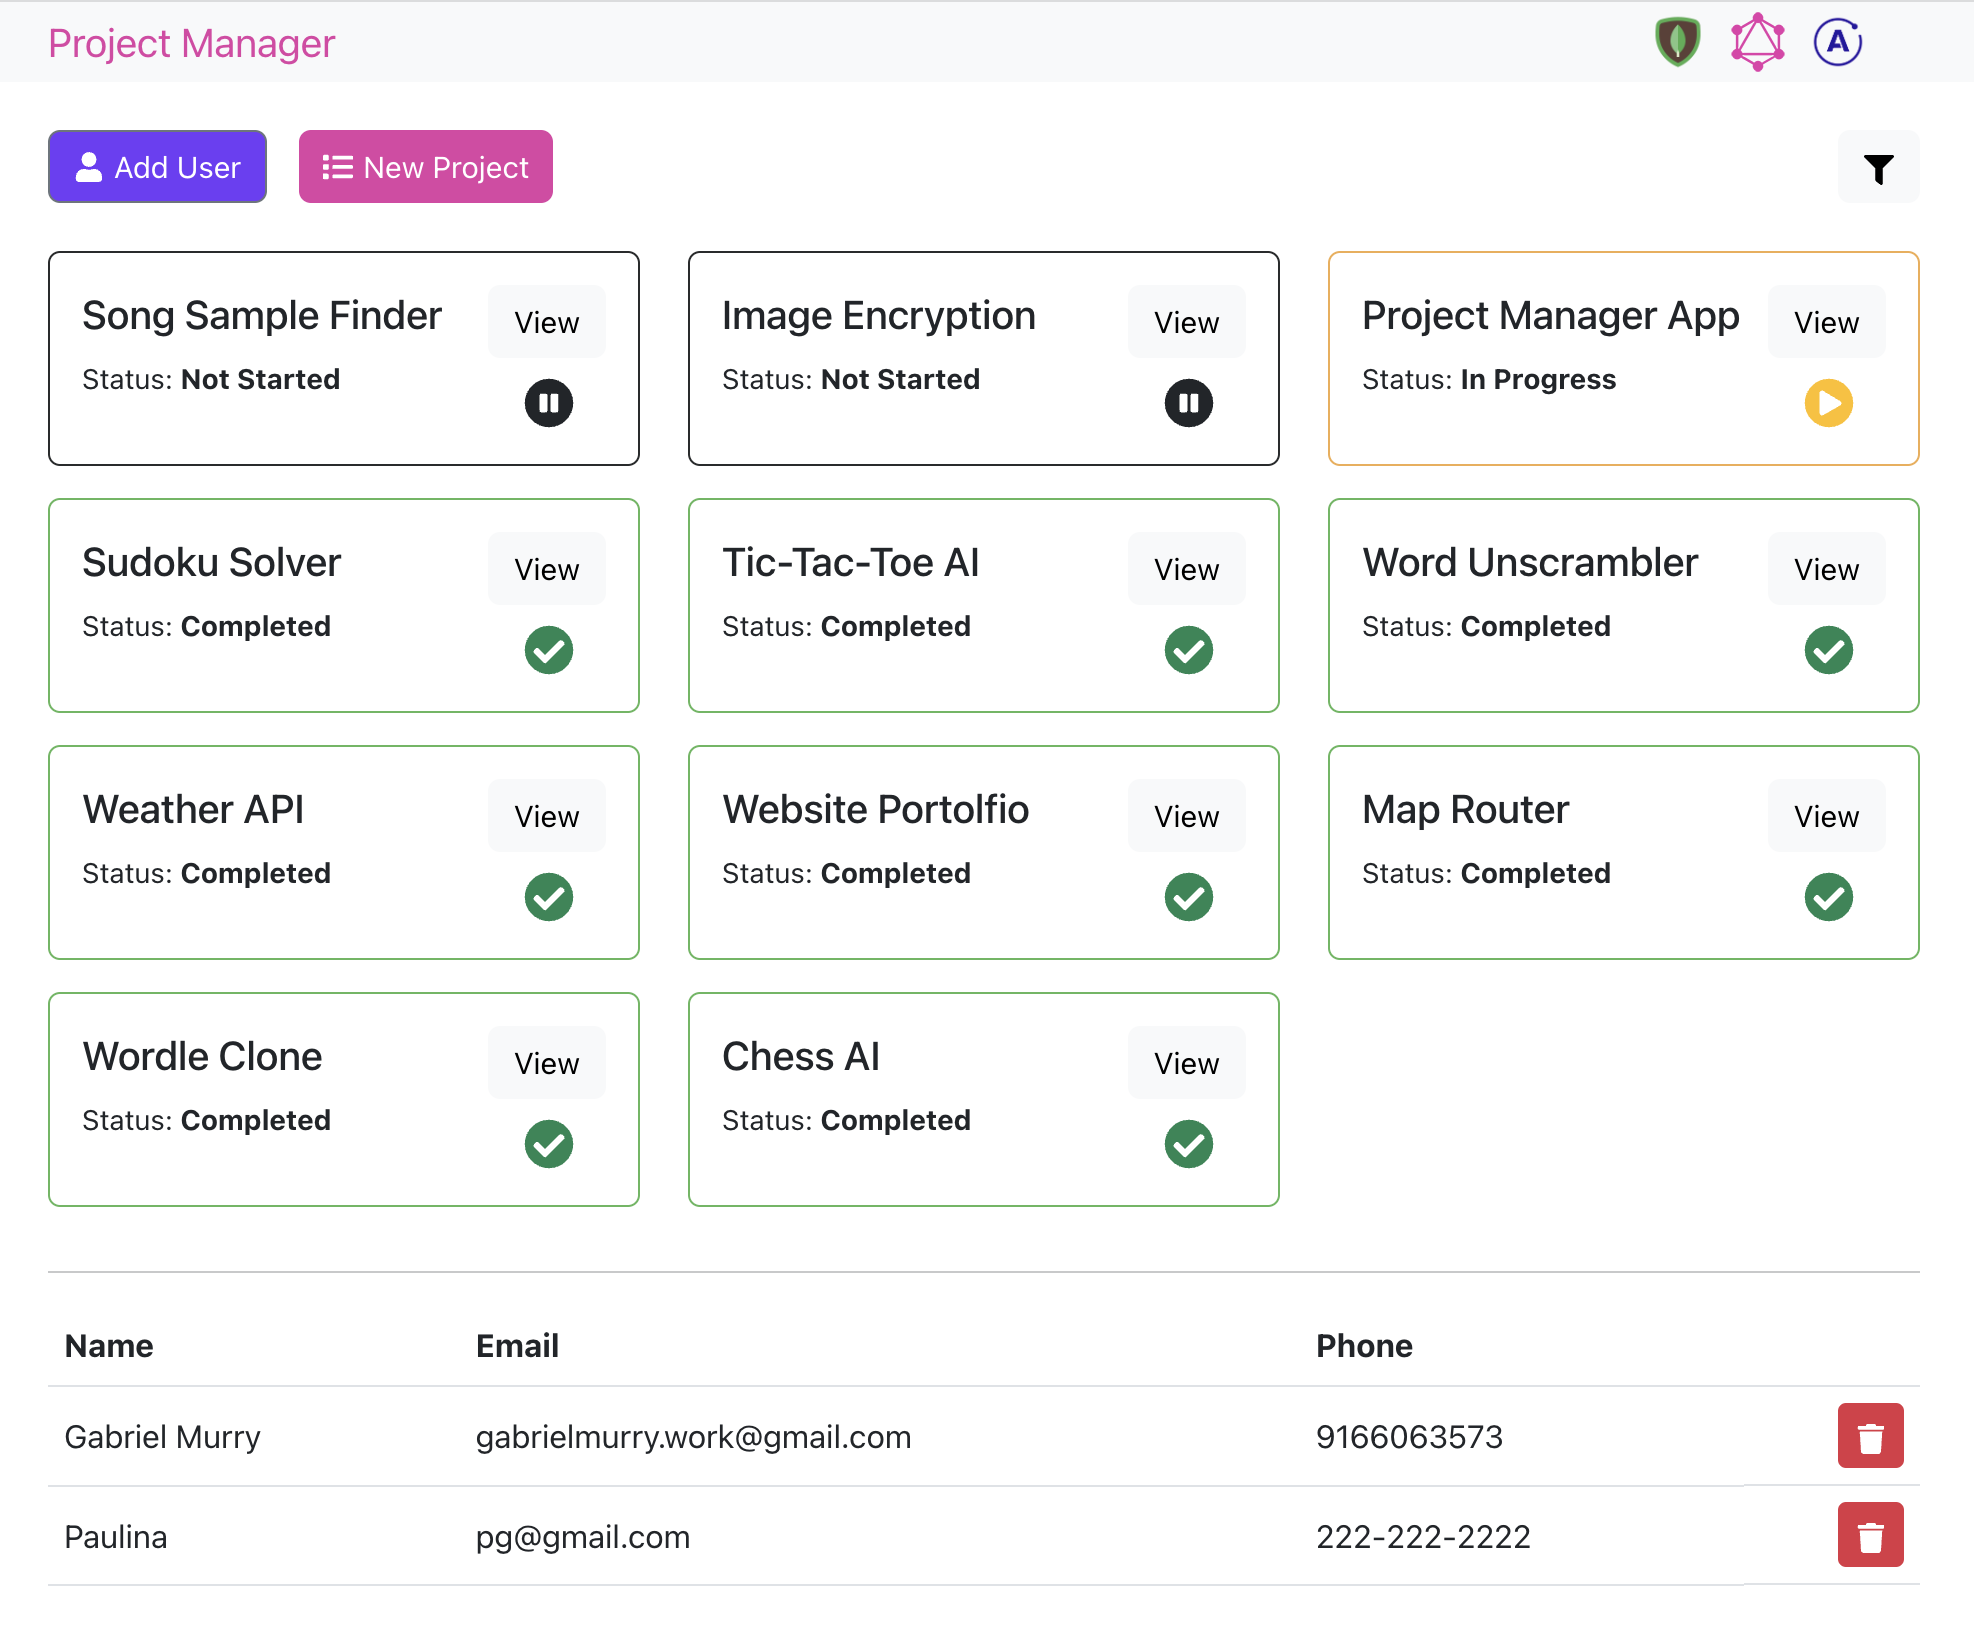 Project Manager
A
Add User
New Project
Song Sample Finder
View
Status: Not Started
Image Encryption
View
Status: Not Started
Project Manager App
View
Status: In Progress
Sudoku Solver
View
Status: Completed
Tic-Tac-Toe AI
View
Status: Completed
Word Unscrambler
View
Status: Completed
Weather API
View
Status: Completed
Website Portolfio
View
Status: Completed
Map Router
View
Status: Completed
Wordle Clone
View
Status: Completed
Chess AI
View
Status: Completed
Name Email Phone
Gabriel Murry gabrielmurry.work@gmail.com 9166063573
Paulina pg@gmail.com 222-222-2222